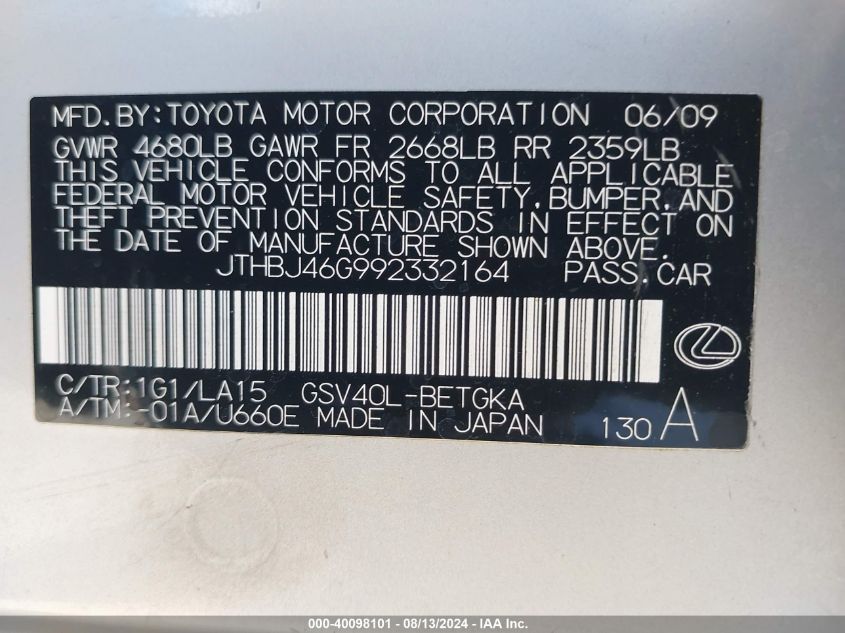 MFD. BY: TOYOTA MOTOR CORPORATION 06/09
GVWR 4680LB GAWR FR 2668LB RR 2359LB
THIS VEHICLE CONFORMS TO ALL APPLICABLE
FEDERAL MOTOR VEHICLE SAFETY, BUMPER, AND
THEFT PREVENTION STANDARDS IN EFFECT ON
THE DATE OF MANUFACTURE SHOWN ABOVE.
JTHBJ46G992332164 PASS. CAR
C/TR: 1G1/LA15 GSV40L-BETGKA
A/TM: -01A/U660E MADE IN JAPAN 130 A
000-40098101 - 08/13/2024 - IAA Inc.